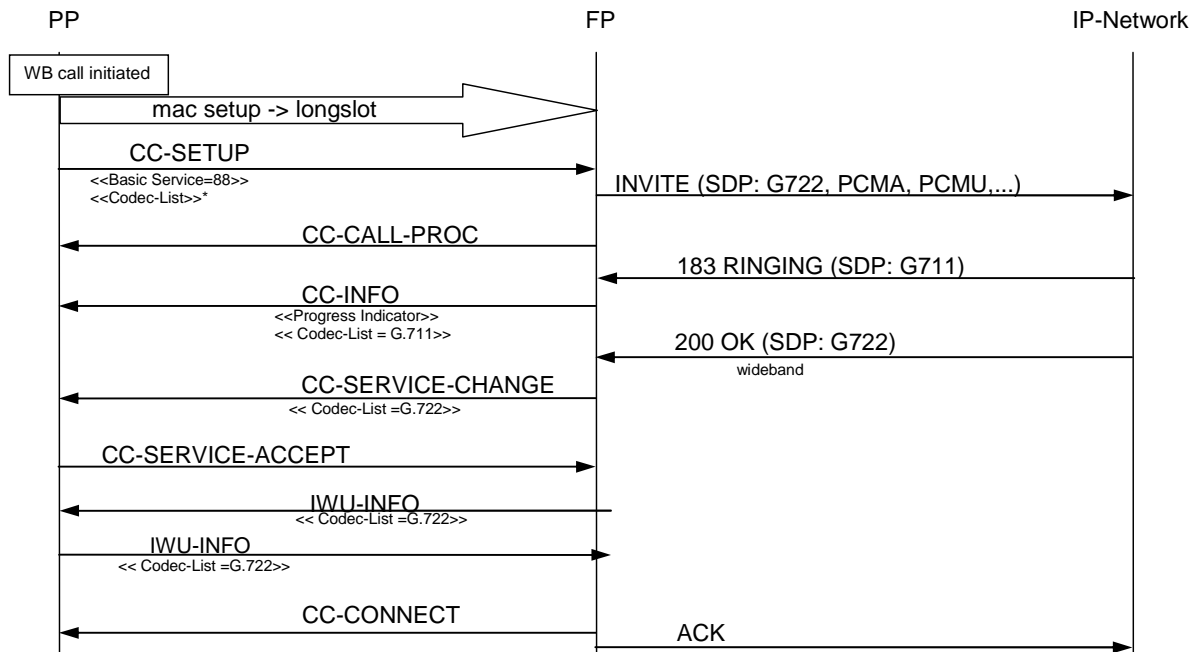 PP
FP
IP-Network
WB call initiated
mac setup -> longslot
CC-SETUP
<<Basic Service=88>>
<<Codec-List>>*
INVITE (SDP: G722, PCMA, PCMU,...)
CC-CALL-PROC
183 RINGING (SDP: G711)
CC-INFO
<<Progress Indicator>>
<< Codec-List = G.711>>
200 OK (SDP: G722)
wideband
CC-SERVICE-CHANGE
<< Codec-List =G.722>>
CC-SERVICE-ACCEPT
IWU-INFO
<< Codec-List =G.722>>
IWU-INFO
<< Codec-List =G.722>>
CC-CONNECT
ACK